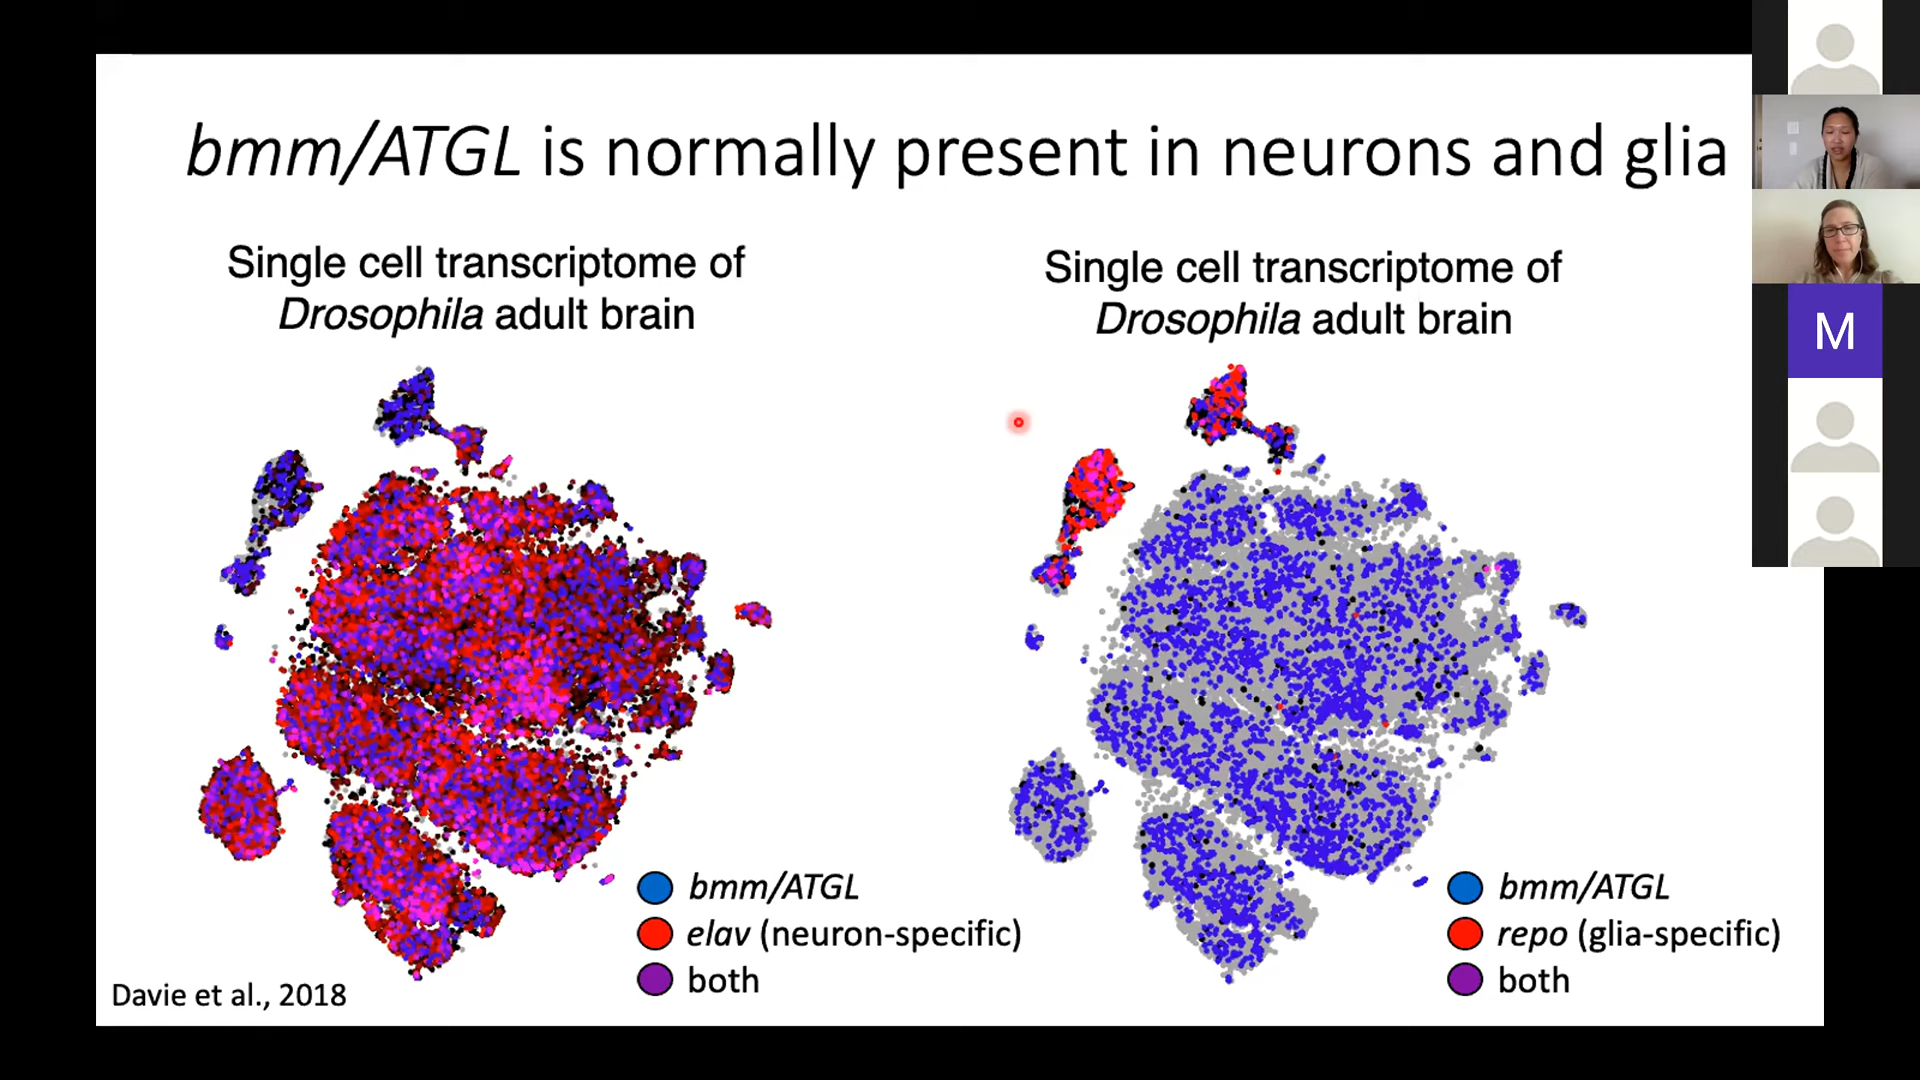 bmm/ATGL is normally present in neurons and glia
Single cell transcriptome of
Drosophila adult brain
bmm/ATGL
elav (neuron-specific)
both
Davie et al., 2018
Single cell transcriptome of
Drosophila adult brain
bmm/ATGL
repo (glia-specific)
both
M